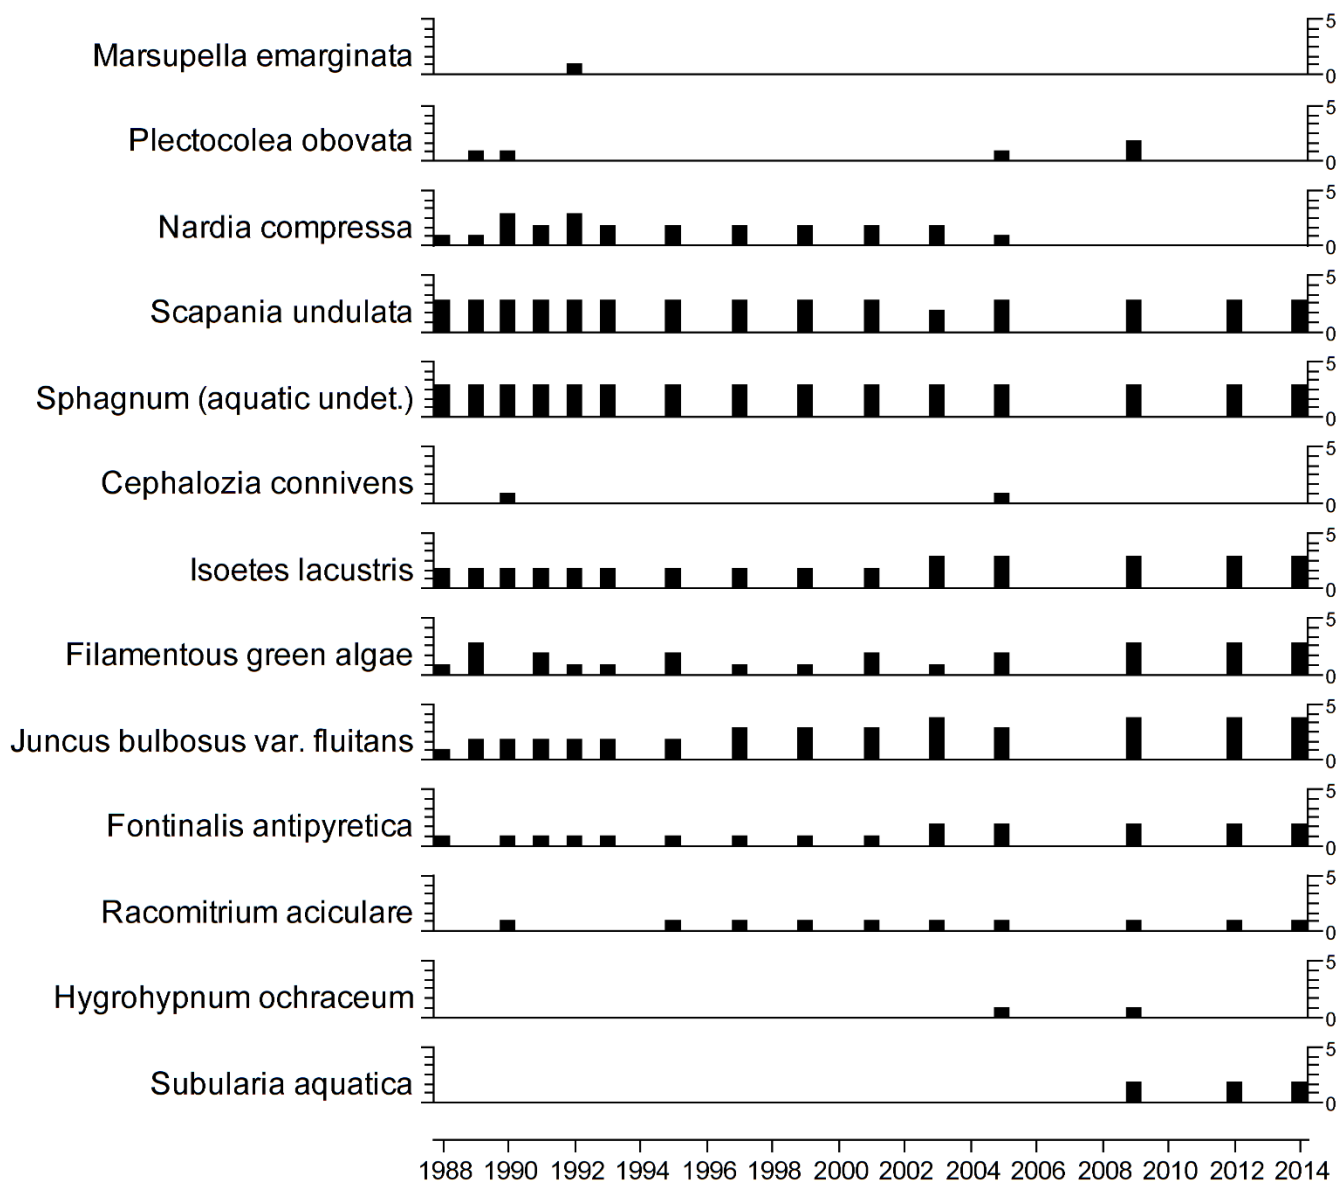 5
Marsupella emarginata
0
5
Plectocolea obovata
0
5
Nardia compressa
0
5
Scapania undulata
0
5
Sphagnum (aquatic undet.)
0
5
Cephalozia connivens
0
5
Isoetes lacustris
0
5
Filamentous green algae
0
5
Juncus bulbosus var. fluitans
0
5
Fontinalis antipyretica
0
5
Racomitrium aciculare
0
5
Hygrohypnum ochraceum
0
5
Subularia aquatica
0
1988 1990 1992 1994 1996 1998 2000 2002 2004 2006 2008 2010 2012 2014